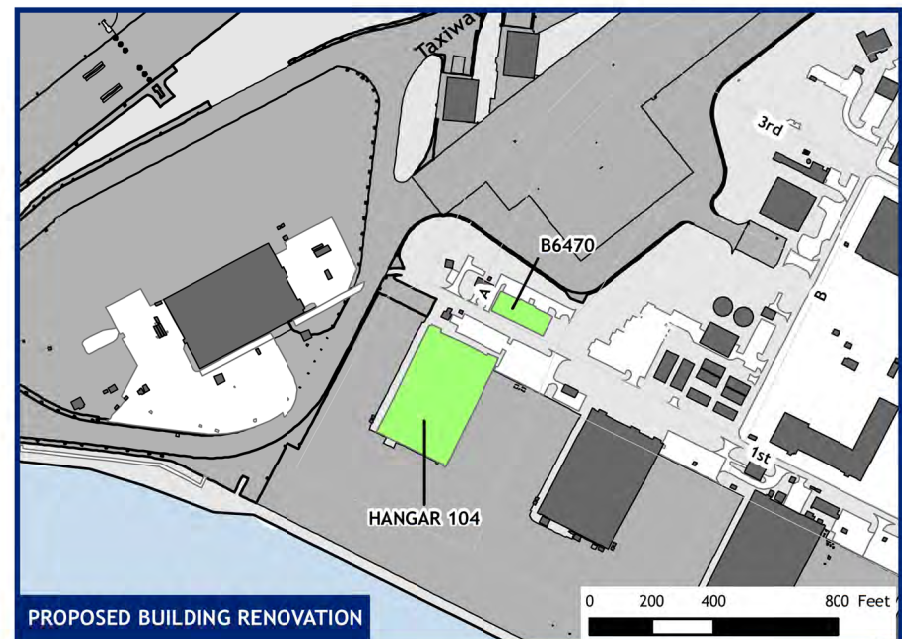 Taxiwa
3rd
B6470
A
B
1st
HANGAR 104
PROPOSED BUILDING RENOVATION
0 200 400 800 Feet